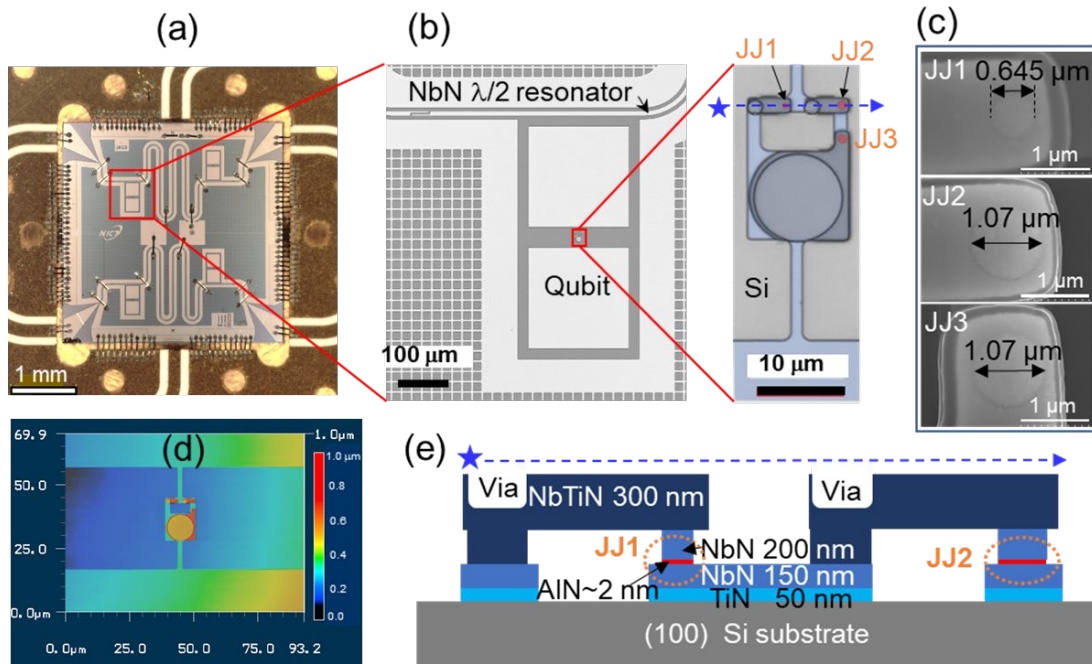 (a)
NICT
1 mm
(b)
NbN λ/2 resonator
Qubit
100 μm
JJ1
JJ2
JJ3
Si
10 μm
(c)
JJ1
0.645 μm
1 μm
JJ2
1.07 μm
1 μm
JJ3
1.07 μm
1 μm
(d)
69.9
1.0μm
1.0 μm
50.0
0.8
0.6
25.0
0.4
0.2
0.0μm
0.0
0.0μm 25.0 50.0 75.0 93.2
(e)
Via
NbTiN 300 nm
Via
JJ1
NbN 200 nm
JJ2
NbN 150 nm
AlN~2 nm
TiN 50 nm
(100) Si substrate